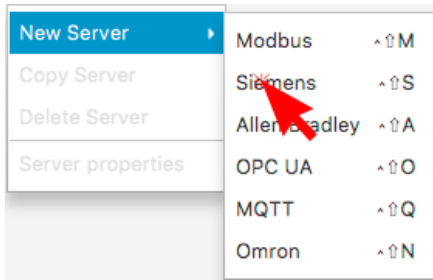 New Server
Copy Server
Delete Server
Server properties
Modbus ^⇧M
Siemens ^⇧S
Allen Bradley ^⇧A
OPC UA ^⇧O
MQTT ^⇧Q
Omron ^⇧N